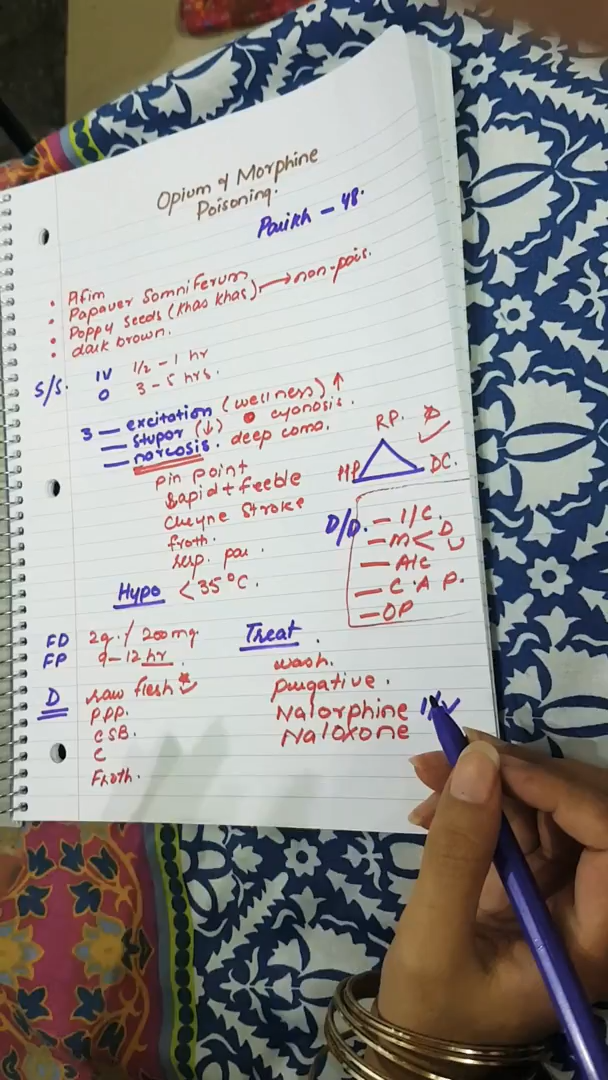 Opium & Morphine
Poisoning.
Parikh - 48.
• Afim
• Papaver Somniferum
• Poppy Seeds (Khas Khas) → non-pois.
• dark brown.
S/S. IV 1/2 - 1 hr
O 3 - 5 hrs.
3 — excitation (wellness) ↑
— Stupor (↓) cyonosis.
— narcosis. deep coma.
pin point
Rapid + feeble
Cheyne Stroke
froth.
resp. par.
Hypo < 35°C.
RP.
HP DC.
D/D. — I/C.
— M < D
— A/C
— C.A P.
— OP
FD 2g. / 200mg
FP 9-12 hr.
D raw flesh
PPP.
CSB.
C
Froth.
Treat.
wash.
purgative.
Nalorphine
Naloxone